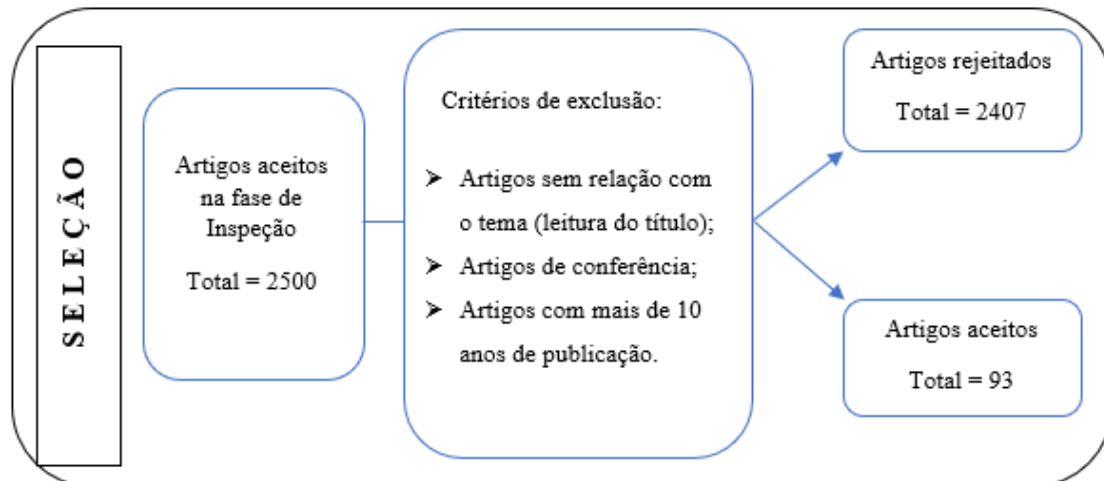 SELEÇÃO
Artigos aceitos
na fase de
Inspeção
Total = 2500
Critérios de exclusão:
➤ Artigos sem relação com
o tema (leitura do título);
➤ Artigos de conferência;
➤ Artigos com mais de 10
anos de publicação.
Artigos rejeitados
Total = 2407
Artigos aceitos
Total = 93